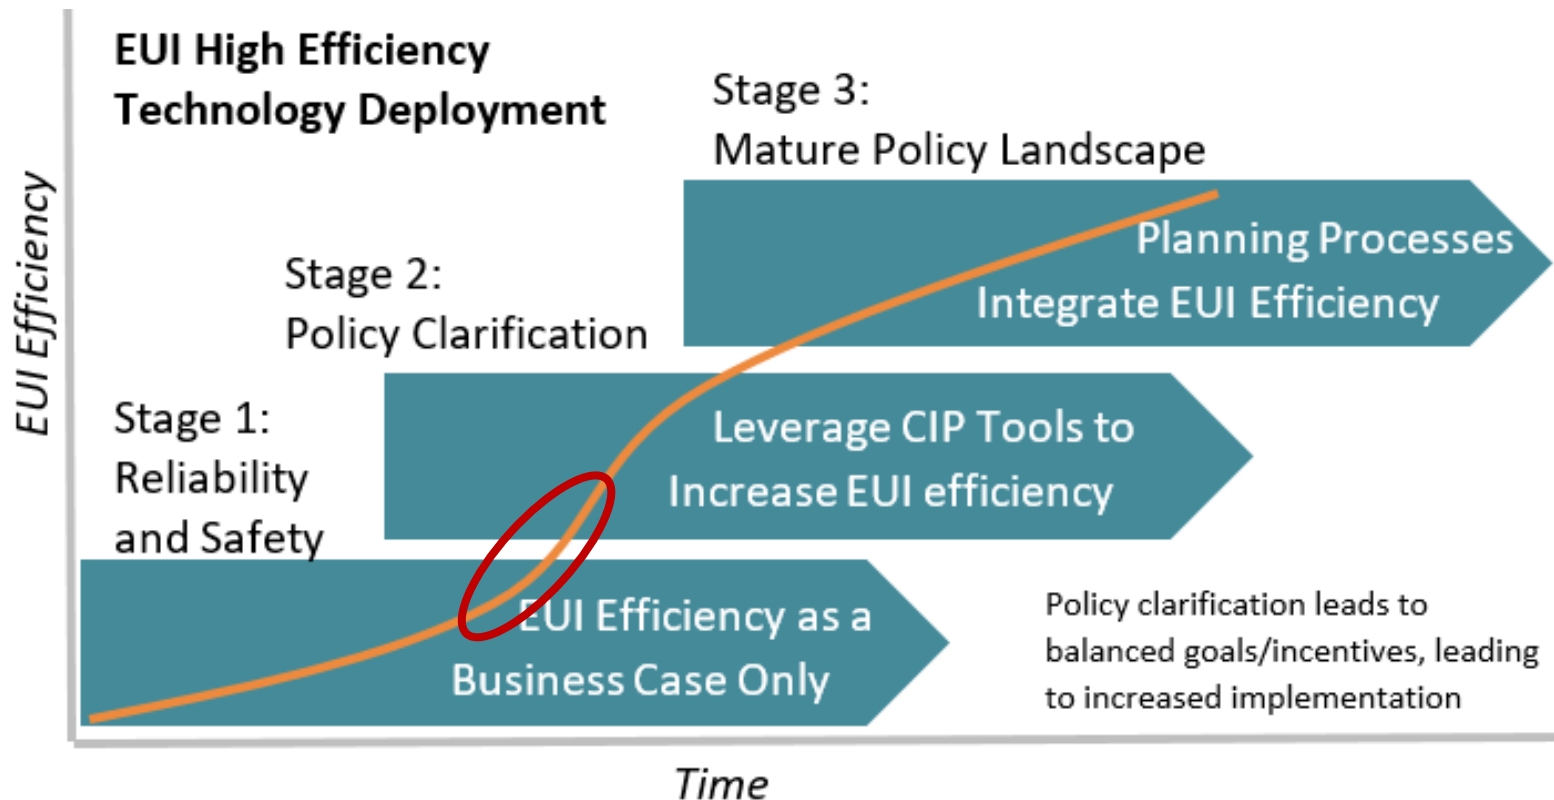 EUI High Efficiency
Technology Deployment
Stage 3:
Mature Policy Landscape
Planning Processes
Integrate EUI Efficiency
Stage 2:
Policy Clarification
Leverage CIP Tools to
Increase EUI efficiency
Stage 1:
Reliability
and Safety
EUI Efficiency as a
Business Case Only
Policy clarification leads to
balanced goals/incentives, leading
to increased implementation
EUI Efficiency
Time